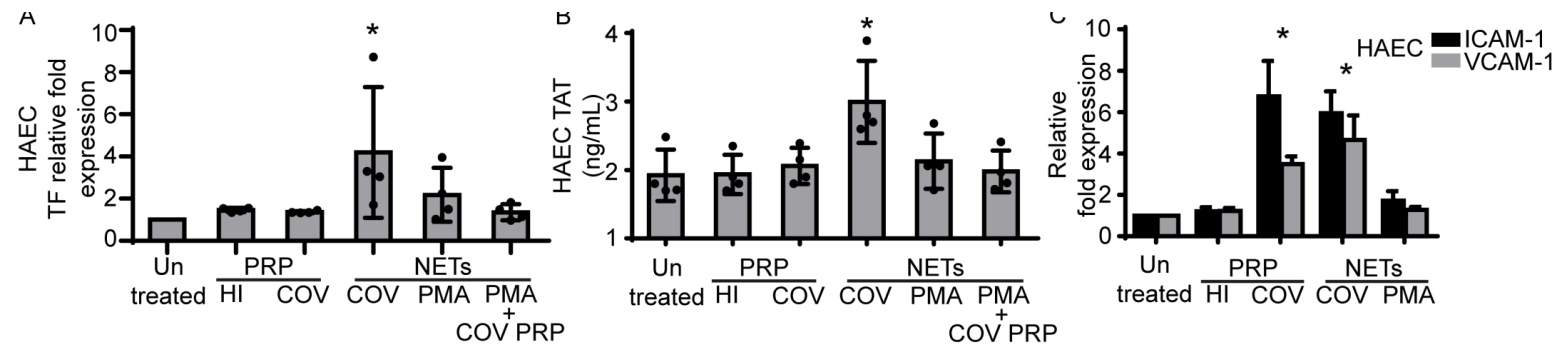 A
HAEC
TF relative fold
expression
10
8
6
4
2
0
*
Un
treated
PRP
HI
COV
NETs
COV
PMA
PMA
+
COV PRP
B
HAEC TAT
(ng/mL)
4
3
2
1
*
Un
treated
PRP
HI
COV
NETs
COV
PMA
PMA
+
COV PRP
C
Relative
fold expression
10
8
6
4
2
0
*
*
HAEC
ICAM-1
VCAM-1
Un
treated
PRP
HI
COV
NETs
COV
PMA